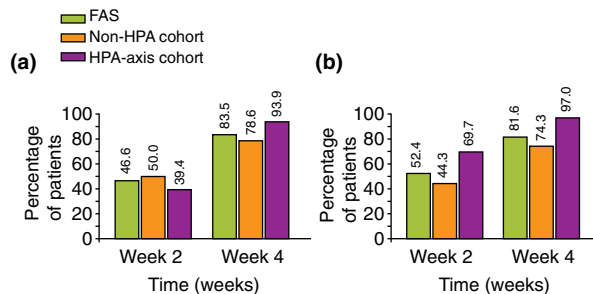 FAS
Non-HPA cohort
HPA-axis cohort
(a)
Percentage
of patients
100
80
60
40
20
0
46.6
50.0
39.4
83.5
78.6
93.9
Week 2
Week 4
Time (weeks)
(b)
Percentage
of patients
100
80
60
40
20
0
52.4
44.3
69.7
81.6
74.3
97.0
Week 2
Week 4
Time (weeks)